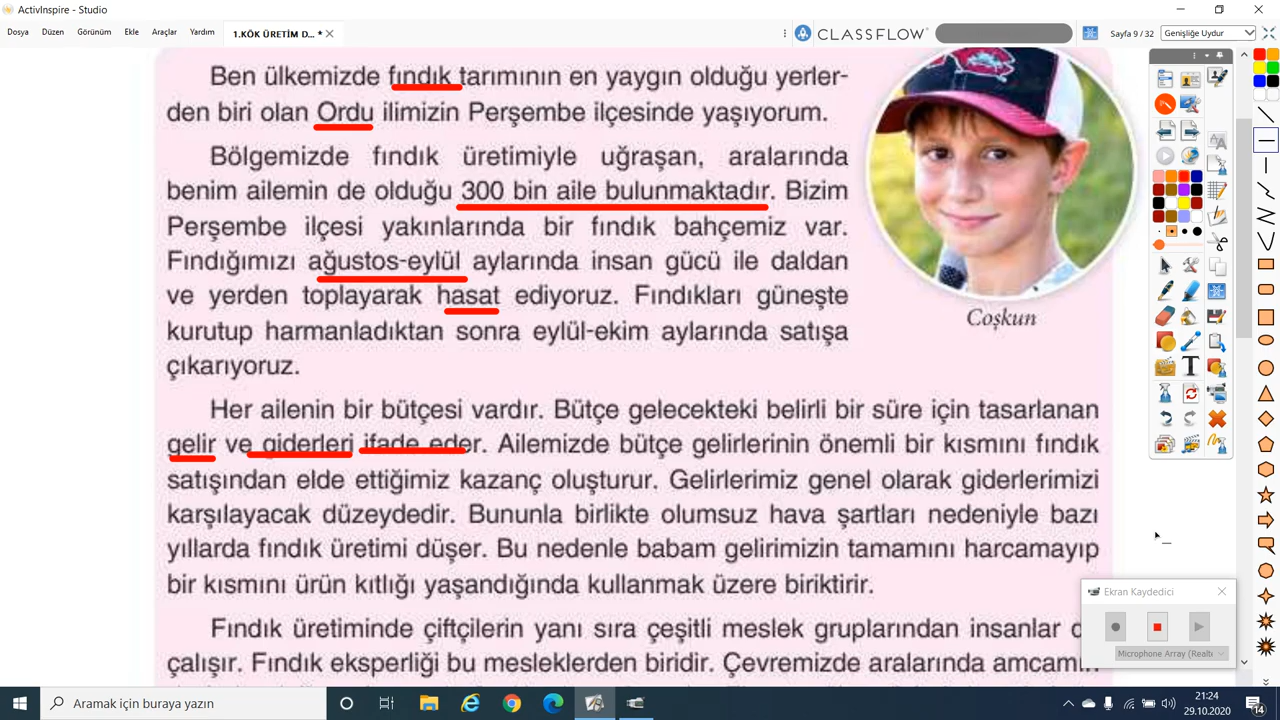 ActivInspire - Studio
Dosya Düzen Görünüm Ekle Araçlar Yardım
1.KÖK ÜRETİM D... *
CLASSFLOW
Sayfa 9 / 32
Genişliğe Uydur
Ben ülkemizde fındık tarımının en yaygın olduğu yerler-
den biri olan Ordu ilimizin Perşembe ilçesinde yaşıyorum.
Bölgemizde fındık üretimiyle uğraşan, aralarında
benim ailemin de olduğu 300 bin aile bulunmaktadır. Bizim
Perşembe ilçesi yakınlarında bir fındık bahçemiz var.
Fındığımızı ağustos-eylül aylarında insan gücü ile daldan
ve yerden toplayarak hasat ediyoruz. Fındıkları güneşte
kurutup harmanladıktan sonra eylül-ekim aylarında satışa
çıkarıyoruz.
Coşkun
Her ailenin bir bütçesi vardır. Bütçe gelecekteki belirli bir süre için tasarlanan
gelir ve giderleri ifade eder. Ailemizde bütçe gelirlerinin önemli bir kısmını fındık
satışından elde ettiğimiz kazanç oluşturur. Gelirlerimiz genel olarak giderlerimizi
karşılayacak düzeydedir. Bununla birlikte olumsuz hava şartları nedeniyle bazı
yıllarda fındık üretimi düşer. Bu nedenle babam gelirimizin tamamını harcamayıp
bir kısmını ürün kıtlığı yaşandığında kullanmak üzere biriktirir.
Fındık üretiminde çiftçilerin yanı sıra çeşitli meslek gruplarından insanlar
çalışır. Fındık eksperliği bu mesleklerden biridir. Çevremizde aralarında amcamın
Ekran Kaydedici
Microphone Array (Realt
Aramak için buraya yazın
21:24
29.10.2020
14